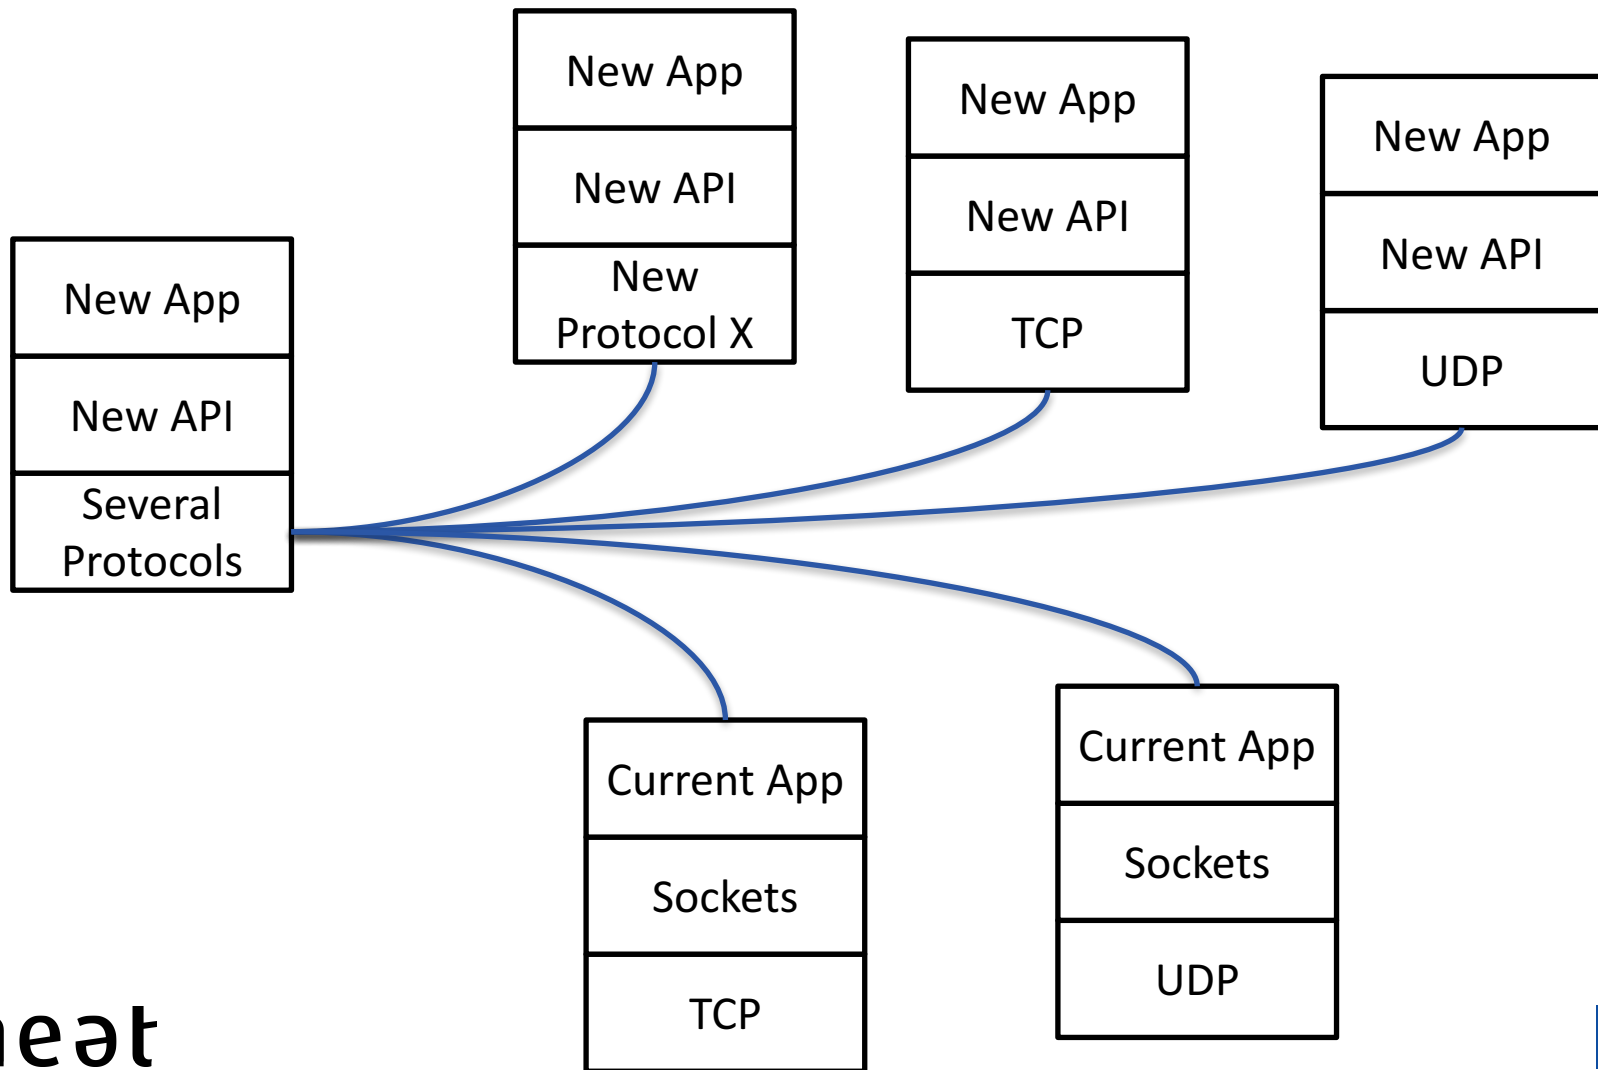 New App
New API
New
Protocol X
New App
New API
TCP
New App
New API
UDP
New App
New API
Several
Protocols
Current App
Sockets
TCP
Current App
Sockets
UDP
neat